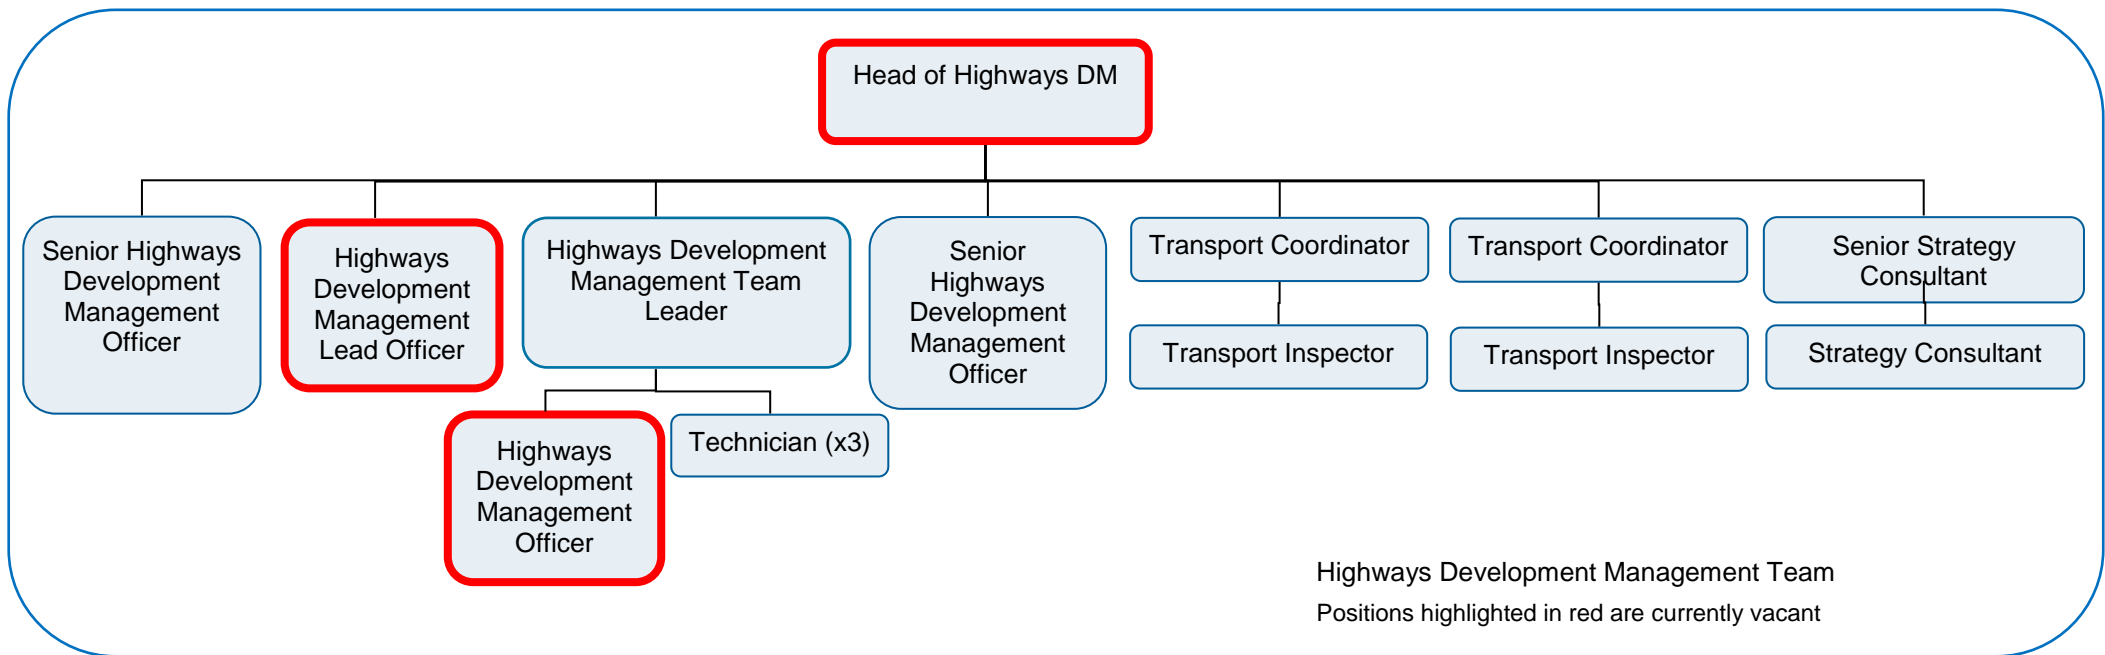 Head of Highways DM
Senior Highways
Development
Management
Officer
Highways
Development
Management
Lead Officer
Highways Development
Management Team
Leader
Senior
Highways
Development
Management
Officer
Transport Coordinator
Transport Coordinator
Senior Strategy
Consultant
Transport Inspector
Transport Inspector
Strategy Consultant
Highways
Development
Management
Officer
Technician (x3)
Highways Development Management Team
Positions highlighted in red are currently vacant